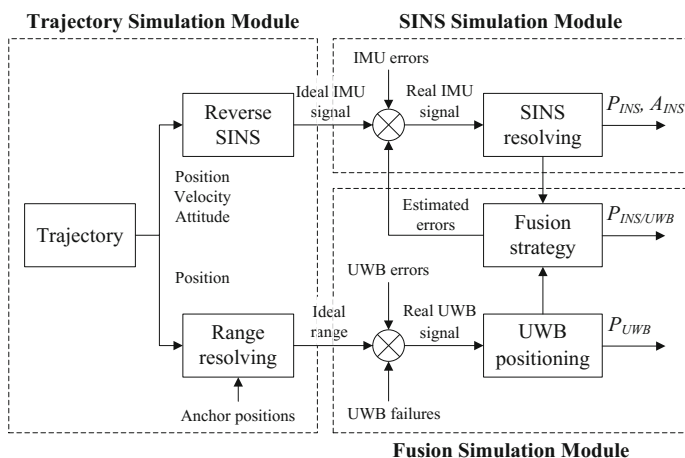 Trajectory Simulation Module
SINS Simulation Module
IMU errors
Ideal IMU
signal
Real IMU
signal
Reverse
SINS
SINS
resolving
P_INS, A_INS
Position
Velocity
Attitude
Estimated
errors
Fusion
strategy
P_INS/UWB
Trajectory
Position
UWB errors
Ideal
range
Real UWB
signal
Range
resolving
UWB
positioning
P_UWB
Anchor positions
UWB failures
Fusion Simulation Module